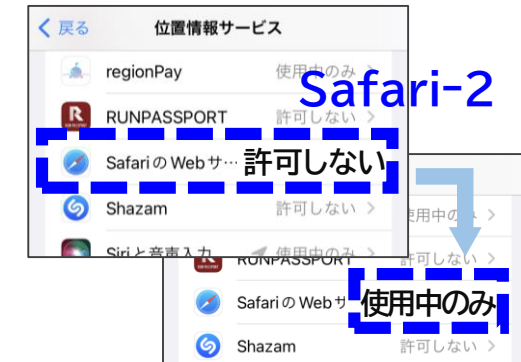 戻る 位置情報サービス
regionPay 使用中のみ
Safari-2
RUNPASSPORT 許可しない
SafariのWebサ… 許可しない
Shazam 許可しない
Siriと音声入力 使用中のみ
使用中のみ
RUNPASSPORT 許可しない
SafariのWebサ 使用中のみ
Shazam 許可しない